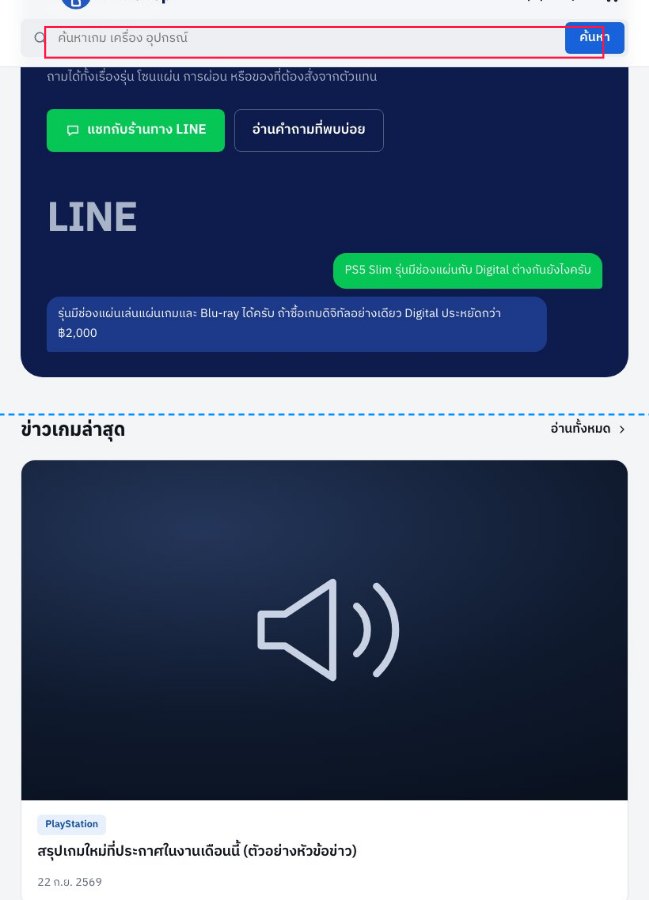 ค้นหาเกม เครื่อง อุปกรณ์
ค้นหา
ถามได้ทั้งเรื่องรุ่น โซนแผ่น การผ่อน หรือของที่ต้องสั่งจากตัวแทน
แชทกับร้านทาง LINE
อ่านคำถามที่พบบ่อย
LINE
PS5 Slim รุ่นมีช่องแผ่นกับ Digital ต่างกันยังไงครับ
รุ่นมีช่องแผ่นเล่นแผ่นเกมและ Blu-ray ได้ครับ ถ้าซื้อเกมดิจิทัลอย่างเดียว Digital ประหยัดกว่า
฿2,000
ข่าวเกมล่าสุด
อ่านทั้งหมด
PlayStation
สรุปเกมใหม่ที่ประกาศในงานเดือนนี้ (ตัวอย่างหัวข้อข่าว)
22 ก.ย. 2569